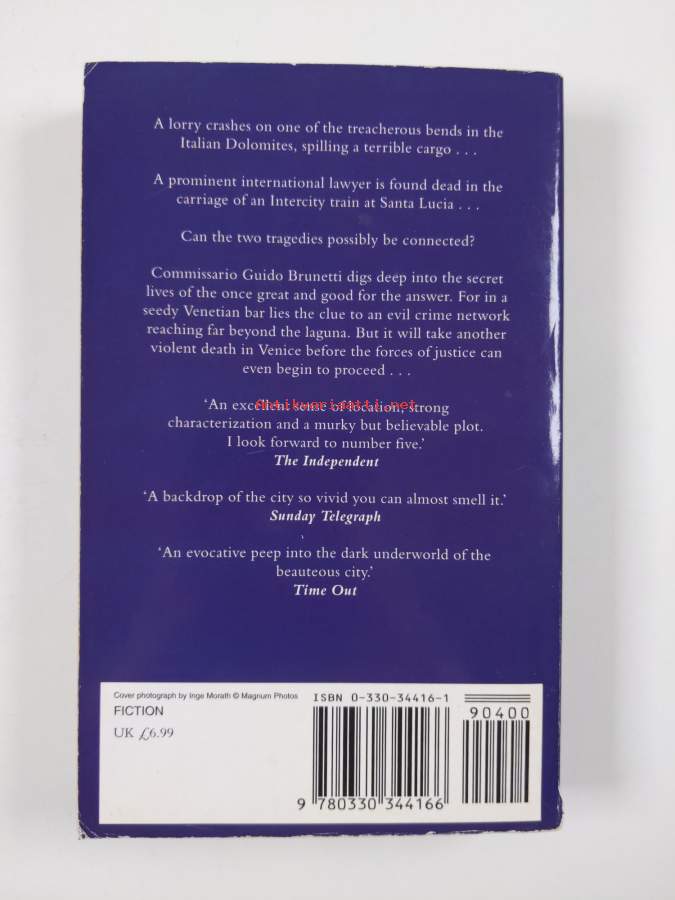 A lorry crashes on one of the treacherous bends in the
Italian Dolomites, spilling a terrible cargo . . .
A prominent international lawyer is found dead in the
carriage of an Intercity train at Santa Lucia . . .
Can the two tragedies possibly be connected?
Commissario Guido Brunetti digs deep into the secret
lives of the once great and good for the answer. For in a
seedy Venetian bar lies the clue to an evil crime network
reaching far beyond the laguna. But it will take another
violent death in Venice before the forces of justice can
even begin to proceed . . .
‘An excellent sense of location, strong
Antikvariaatti.net
characterization and a murky but believable plot.
I look forward to number five.’
The Independent
‘A backdrop of the city so vivid you can almost smell it.’
Sunday Telegraph
‘An evocative peep into the dark underworld of the
beauteous city.’
Time Out
Cover photograph by Inge Morath © Magnum Photos
FICTION
UK £6.99
ISBN 0-330-34416-1
90400
9 780330 344166